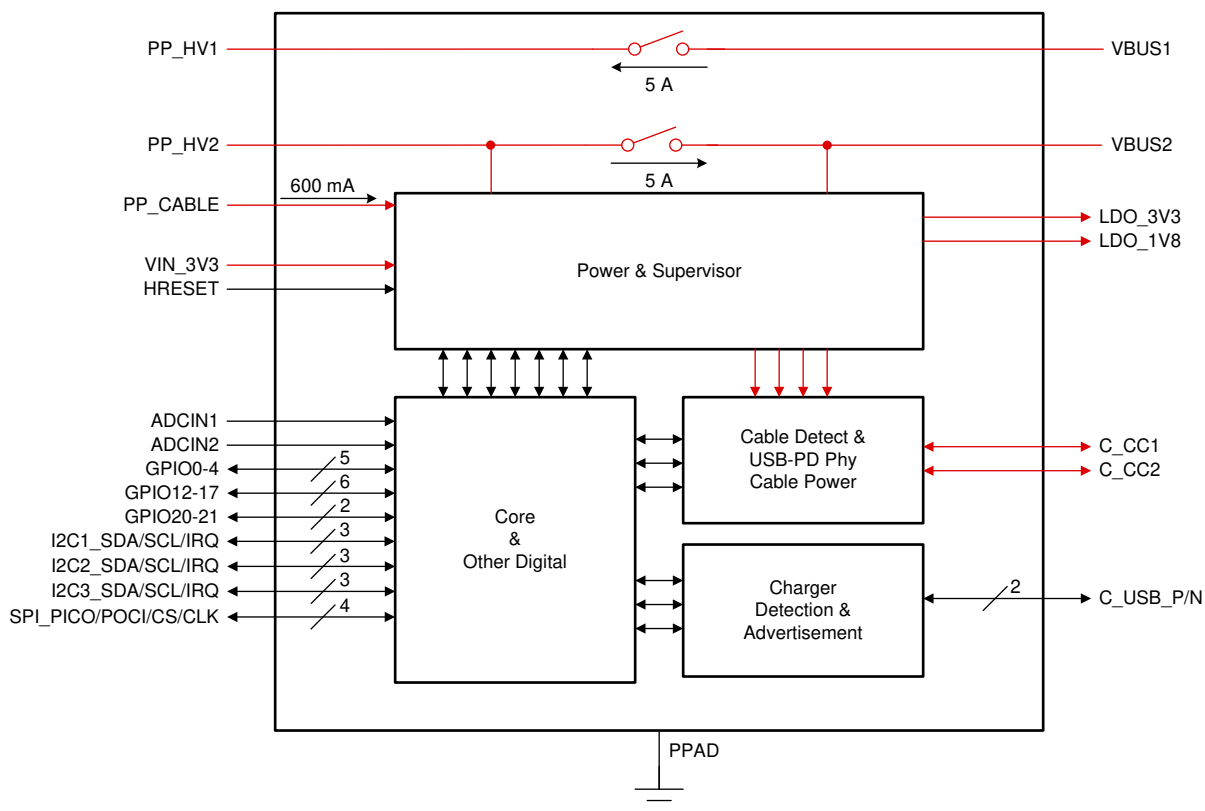 PP_HV1
VBUS1
5 A
PP_HV2
VBUS2
5 A
600 mA
PP_CABLE
LDO_3V3
LDO_1V8
VIN_3V3
HRESET
Power & Supervisor
ADCIN1
ADCIN2
GPIO0-4
5
GPIO12-17
6
GPIO20-21
2
I2C1_SDA/SCL/IRQ
3
I2C2_SDA/SCL/IRQ
3
I2C3_SDA/SCL/IRQ
3
SPI_PICO/POCI/CS/CLK
4
Core
&
Other Digital
Cable Detect &
USB-PD Phy
Cable Power
C_CC1
C_CC2
Charger
Detection &
Advertisement
2
C_USB_P/N
PPAD